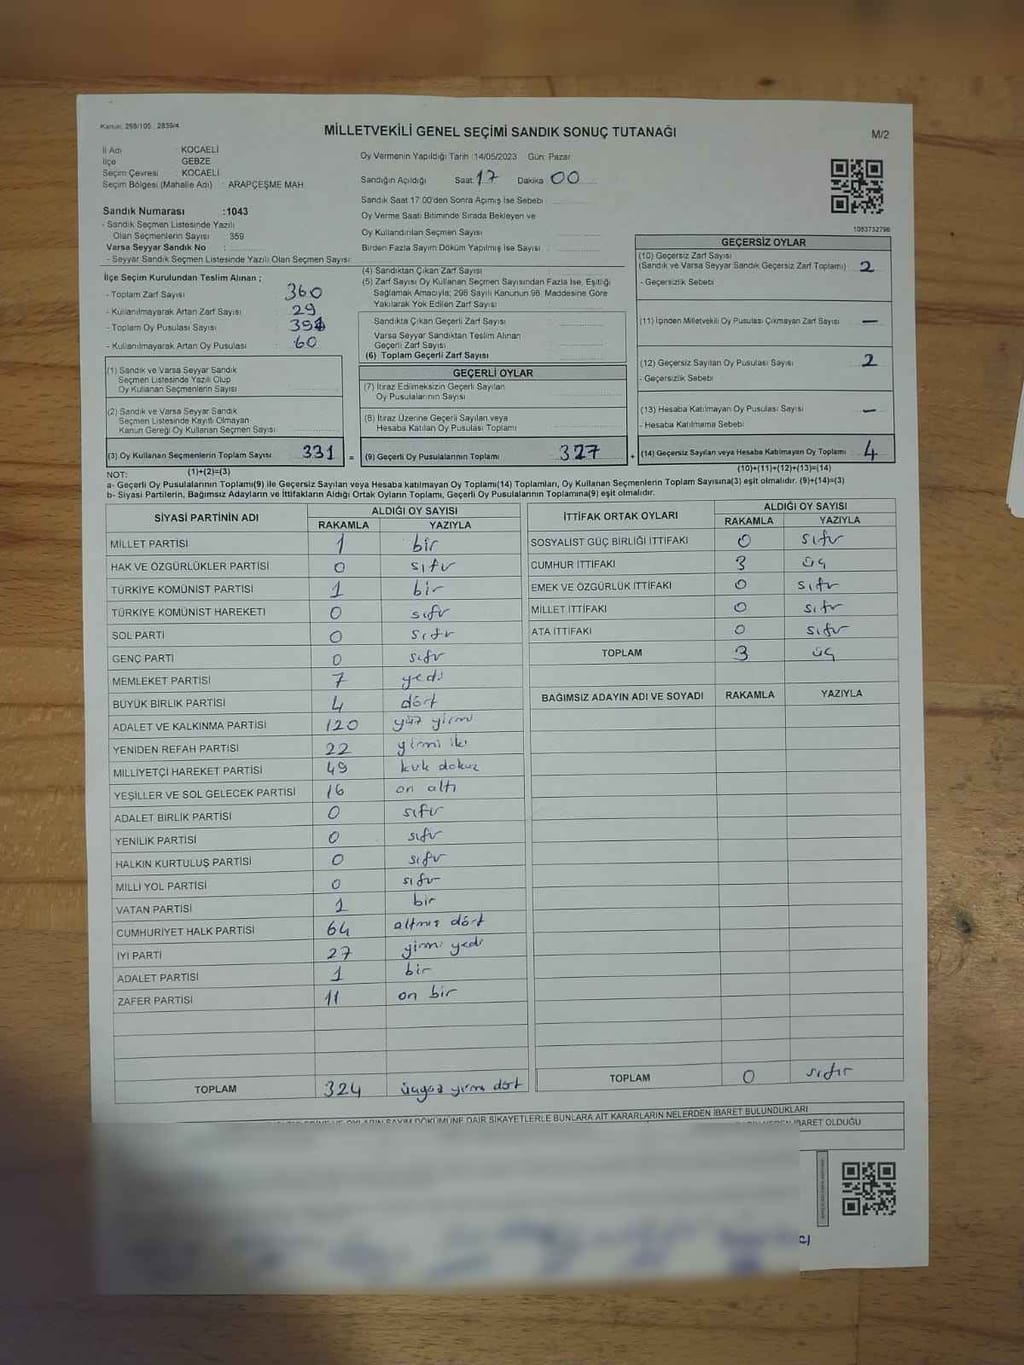 Kanun: 298/105 : 2839/4
MİLLETVEKİLİ GENEL SEÇİMİ SANDIK SONUÇ TUTANAĞI
M/2
İl Adı : KOCAELİ
İlçe : GEBZE
Seçim Çevresi : KOCAELİ
Seçim Bölgesi (Mahalle Adı) : ARAPÇEŞME MAH.
Oy Vermenin Yapıldığı Tarih :14/05/2023 Gün: Pazar
Sandığın Açıldığı Saat: 17 Dakika 00
Sandık Saat 17.00'den Sonra Açmış İse Sebebi
Oy Verme Saati Bitiminde Sırada Bekleyen ve
Oy Kullandırılan Seçmen Sayısı
Birden Fazla Sayım Döküm Yapılmış İse Sayısı :
1083732796
Sandık Numarası :1043
- Sandık Seçmen Listesinde Yazılı
Olan Seçmenlerin Sayısı : 359
Varsa Seyyar Sandık No :
- Seyyar Sandık Seçmen Listesinde Yazılı Olan Seçmen Sayısı:
İlçe Seçim Kurulundan Teslim Alınan ;
- Toplam Zarf Sayısı 360
- Kullanılmayarak Artan Zarf Sayısı 29
- Toplam Oy Pusulası Sayısı 391
- Kullanılmayarak Artan Oy Pusulası 60
(1) Sandık ve Varsa Seyyar Sandık
Seçmen Listesinde Yazılı Olup
Oy Kullanan Seçmenlerin Sayısı
(2) Sandık ve Varsa Seyyar Sandık
Seçmen Listesinde Kayıtlı Olmayan
Kanun Gereği Oy Kullanan Seçmen Sayısı
(3) Oy Kullanan Seçmenlerin Toplam Sayısı 331 =
(1)+(2)=(3)
(4) Sandıktan Çıkan Zarf Sayısı
(5) Zarf Sayısı Oy Kullanan Seçmen Sayısından Fazla İse, Eşitliği
Sağlamak Amacıyla; 298 Sayılı Kanunun 98. Maddesine Göre
Yakılarak Yok Edilen Zarf Sayısı
Sandıkta Çıkan Geçerli Zarf Sayısı
Varsa Seyyar Sandıktan Teslim Alınan
Geçerli Zarf Sayısı
(6) Toplam Geçerli Zarf Sayısı
GEÇERLİ OYLAR
(7) İtiraz Edilmeksizin Geçerli Sayılan
Oy Pusulalarının Sayısı
(8) İtiraz Üzerine Geçerli Sayılan veya
Hesaba Katılan Oy Pusulası Toplamı
(9) Geçerli Oy Pusulalarının Toplamı 327 +
GEÇERSİZ OYLAR
(10) Geçersiz Zarf Sayısı
(Sandık ve Varsa Seyyar Sandık Geçersiz Zarf Toplamı) 2
- Geçersizlik Sebebi
(11) İçinden Milletvekili Oy Pusulası Çıkmayan Zarf Sayısı —
(12) Geçersiz Sayılan Oy Pusulası Sayısı 2
- Geçersizlik Sebebi
(13) Hesaba Katılmayan Oy Pusulası Sayısı —
- Hesaba Katılmama Sebebi
(14) Geçersiz Sayılan veya Hesaba Katılmayan Oy Toplamı 4
(10)+(11)+(12)+(13)=(14)
NOT:
a- Geçerli Oy Pusulalarının Toplamı(9) ile Geçersiz Sayılan veya Hesaba Katılmayan Oy Toplamı(14) Toplamları, Oy Kullanan Seçmenlerin Toplam Sayısına(3) eşit olmalıdır. (9)+(14)=(3)
b- Siyasi Partilerin, Bağımsız Adayların ve İttifakların Aldığı Ortak Oyların Toplamı, Geçerli Oy Pusulalarının Toplamına(9) eşit olmalıdır.
SİYASİ PARTİNİN ADI ALDIĞI OY SAYISI
RAKAMLA YAZIYLA
MİLLET PARTİSİ 1 bir
HAK VE ÖZGÜRLÜKLER PARTİSİ 0 sıfır
TÜRKİYE KOMÜNİST PARTİSİ 1 bir
TÜRKİYE KOMÜNİST HAREKETİ 0 sıfır
SOL PARTİ 0 sıfır
GENÇ PARTİ 0 sıfır
MEMLEKET PARTİSİ 7 yedi
BÜYÜK BİRLİK PARTİSİ 4 dört
ADALET VE KALKINMA PARTİSİ 120 yüz yirmi
YENİDEN REFAH PARTİSİ 22 yirmi iki
MİLLİYETÇİ HAREKET PARTİSİ 49 kırk dokuz
YEŞİLLER VE SOL GELECEK PARTİSİ 16 on altı
ADALET BİRLİK PARTİSİ 0 sıfır
YENİLİK PARTİSİ 0 sıfır
HALKIN KURTULUŞ PARTİSİ 0 sıfır
MİLLİ YOL PARTİSİ 0 sıfır
VATAN PARTİSİ 1 bir
CUMHURİYET HALK PARTİSİ 64 altmış dört
İYİ PARTİ 27 yirmi yedi
ADALET PARTİSİ 1 bir
ZAFER PARTİSİ 11 on bir
TOPLAM 324 üçyüz yirmi dört
İTTİFAK ORTAK OYLARI ALDIĞI OY SAYISI
RAKAMLA YAZIYLA
SOSYALİST GÜÇ BİRLİĞİ İTTİFAKI 0 sıfır
CUMHUR İTTİFAKI 3 üç
EMEK VE ÖZGÜRLÜK İTTİFAKI 0 sıfır
MİLLET İTTİFAKI 0 sıfır
ATA İTTİFAKI 0 sıfır
TOPLAM 3 üç
BAĞIMSIZ ADAYIN ADI VE SOYADI RAKAMLA YAZIYLA
TOPLAM 0 sıfır
OYLARIN SAYIM DÖKÜMÜNE DAİR ŞİKAYETLERLE BUNLARA AİT KARARLARIN NELERDEN İBARET BULUNDUKLARI
İBARET OLDUĞU